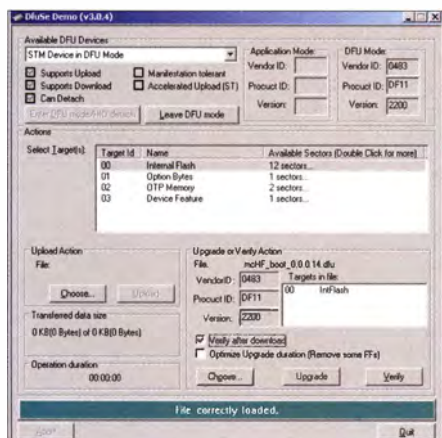 DfuSe Demo (v3.0.4)
Available DFU Devices
STM Device in DFU Mode
Supports Upload
Manifestation tolerant
Supports Download
Accelerated Upload (ST)
Can Detach
Enter DFU mode/HID detach
Leave DFU mode
Application Mode:
Vendor ID:
Procuct ID:
Version:
DFU Mode:
Vendor ID: 0483
Procuct ID: DF11
Version: 2200
Actions
Select Target(s):
Target Id Name Available Sectors (Double Click for more)
00 Internal Flash 12 sectors...
01 Option Bytes 1 sectors...
02 OTP Memory 2 sectors...
03 Device Feature 1 sectors...
Upload Action
File:
Choose...
Upload
Transferred data size
0 KB(0 Bytes) of 0 KB(0 Bytes)
Operation duration
00:00:00
Upgrade or Verify Action
File: mcHF_boot_0.0.0.14.dfu
VendorID: 0483
Procuct ID: DF11
Version: 2200
Targets in file:
00 IntFlash
Verify after download
Optimize Upgrade duration (Remove some FFs)
Choose...
Upgrade
Verify
File correctly loaded.
Abort
Quit